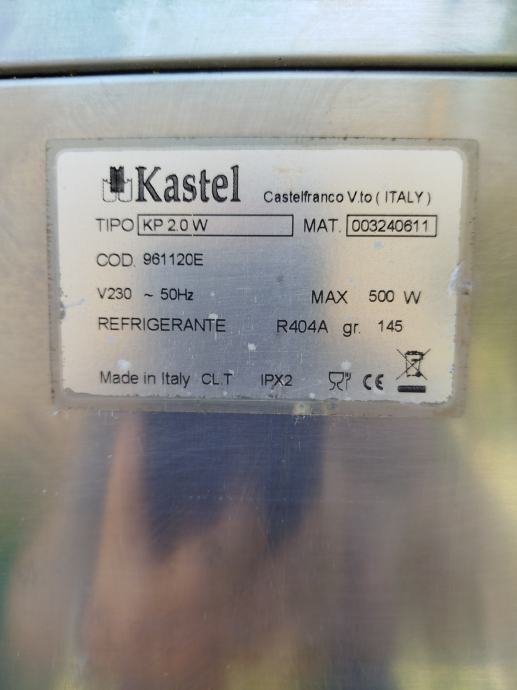 Kastel Castelfranco V.to ( ITALY )
TIPO KP 2.0 W MAT. 003240611
COD. 961120E
V230 ~ 50Hz MAX 500 W
REFRIGERANTE R404A gr. 145
Made in Italy CL.T IPX2 CE